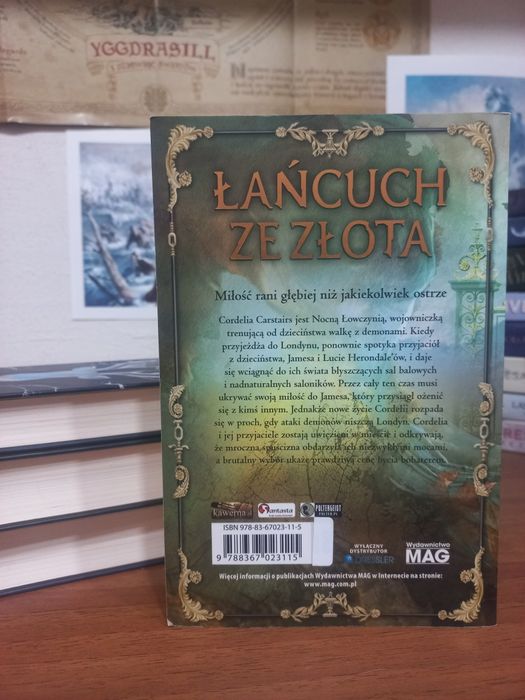 YGGDRASILL
ŁAŃCUCH
ZE ZŁOTA
Miłość rani głębiej niż jakiekolwiek ostrze
Cordelia Carstairs jest Nocną Łowczynią, wojowniczką
trenującą od dzieciństwa walkę z demonami. Kiedy
przyjeżdża do Londynu, ponownie spotyka przyjaciół
z dzieciństwa, Jamesa i Lucie Herondale'ów, i daje
się wciągnąć do ich świata błyszczących sal balowych
i nadnaturalnych saloników. Przez cały ten czas musi
ukrywać swoją miłość do Jamesa, który przysiągł ożenić
się z kimś innym. Jednakże nowe życie Cordelii rozpada
się w proch, gdy ataki demonów niszczą Londyn. Cordelia
i jej przyjaciele zostają uwięzieni w mieście i odkrywają,
że mroczna spuścizna obdarzyła ich niezwykłymi mocami,
a brutalny wybór ukaże prawdziwą cenę bycia bohaterem.
kawerna.pl
fantasta
POLTERGEIST
ISBN 978-83-67023-11-5
9 788367 023115
WYŁĄCZNY
DYSTRYBUTOR
DRESSLER
Wydawnictwo
MAG
Więcej informacji o publikacjach Wydawnictwa MAG w Internecie na stronie:
www.mag.com.pl